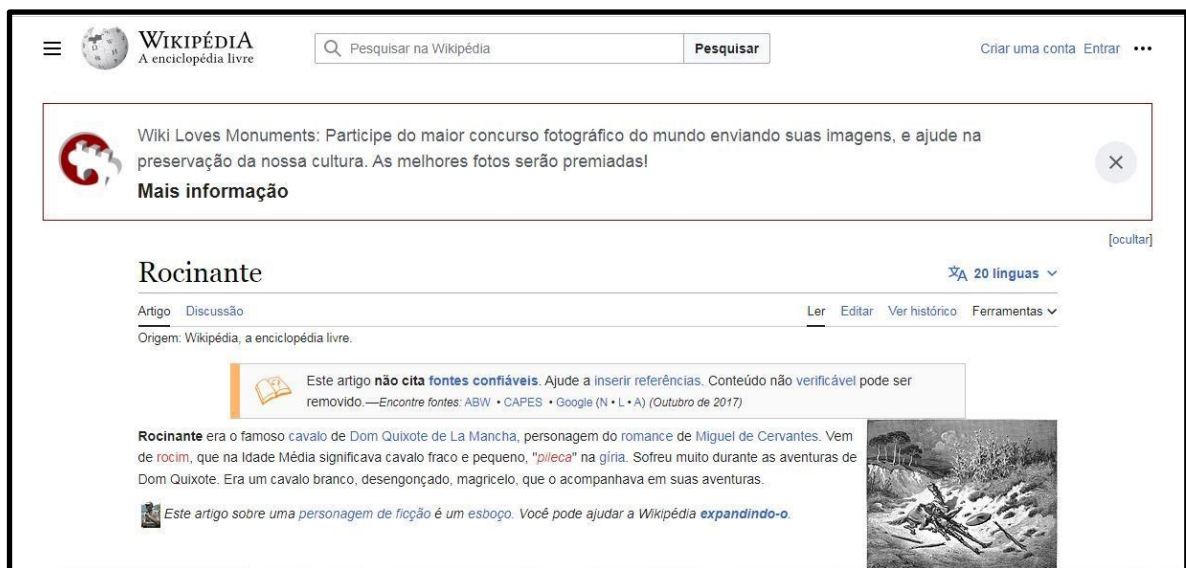 WIKIPÉDIA
A enciclopédia livre
Pesquisar na Wikipédia
Pesquisar
Criar uma conta Entrar
Wiki Loves Monuments: Participe do maior concurso fotográfico do mundo enviando suas imagens, e ajude na
preservação da nossa cultura. As melhores fotos serão premiadas!
Mais informação
[ocultar]
Rocinante
20 línguas
Artigo Discussão
Ler Editar Ver histórico Ferramentas
Origem: Wikipédia, a enciclopédia livre.
Este artigo não cita fontes confiáveis. Ajude a inserir referências. Conteúdo não verificável pode ser
removido.—Encontre fontes: ABW • CAPES • Google (N • L • A) (Outubro de 2017)
Rocinante era o famoso cavalo de Dom Quixote de La Mancha, personagem do romance de Miguel de Cervantes. Vem
de rocim, que na Idade Média significava cavalo fraco e pequeno, "pileca" na gíria. Sofreu muito durante as aventuras de
Dom Quixote. Era um cavalo branco, desengonçado, magricelo, que o acompanhava em suas aventuras.
Este artigo sobre uma personagem de ficção é um esboço. Você pode ajudar a Wikipédia expandindo-o.